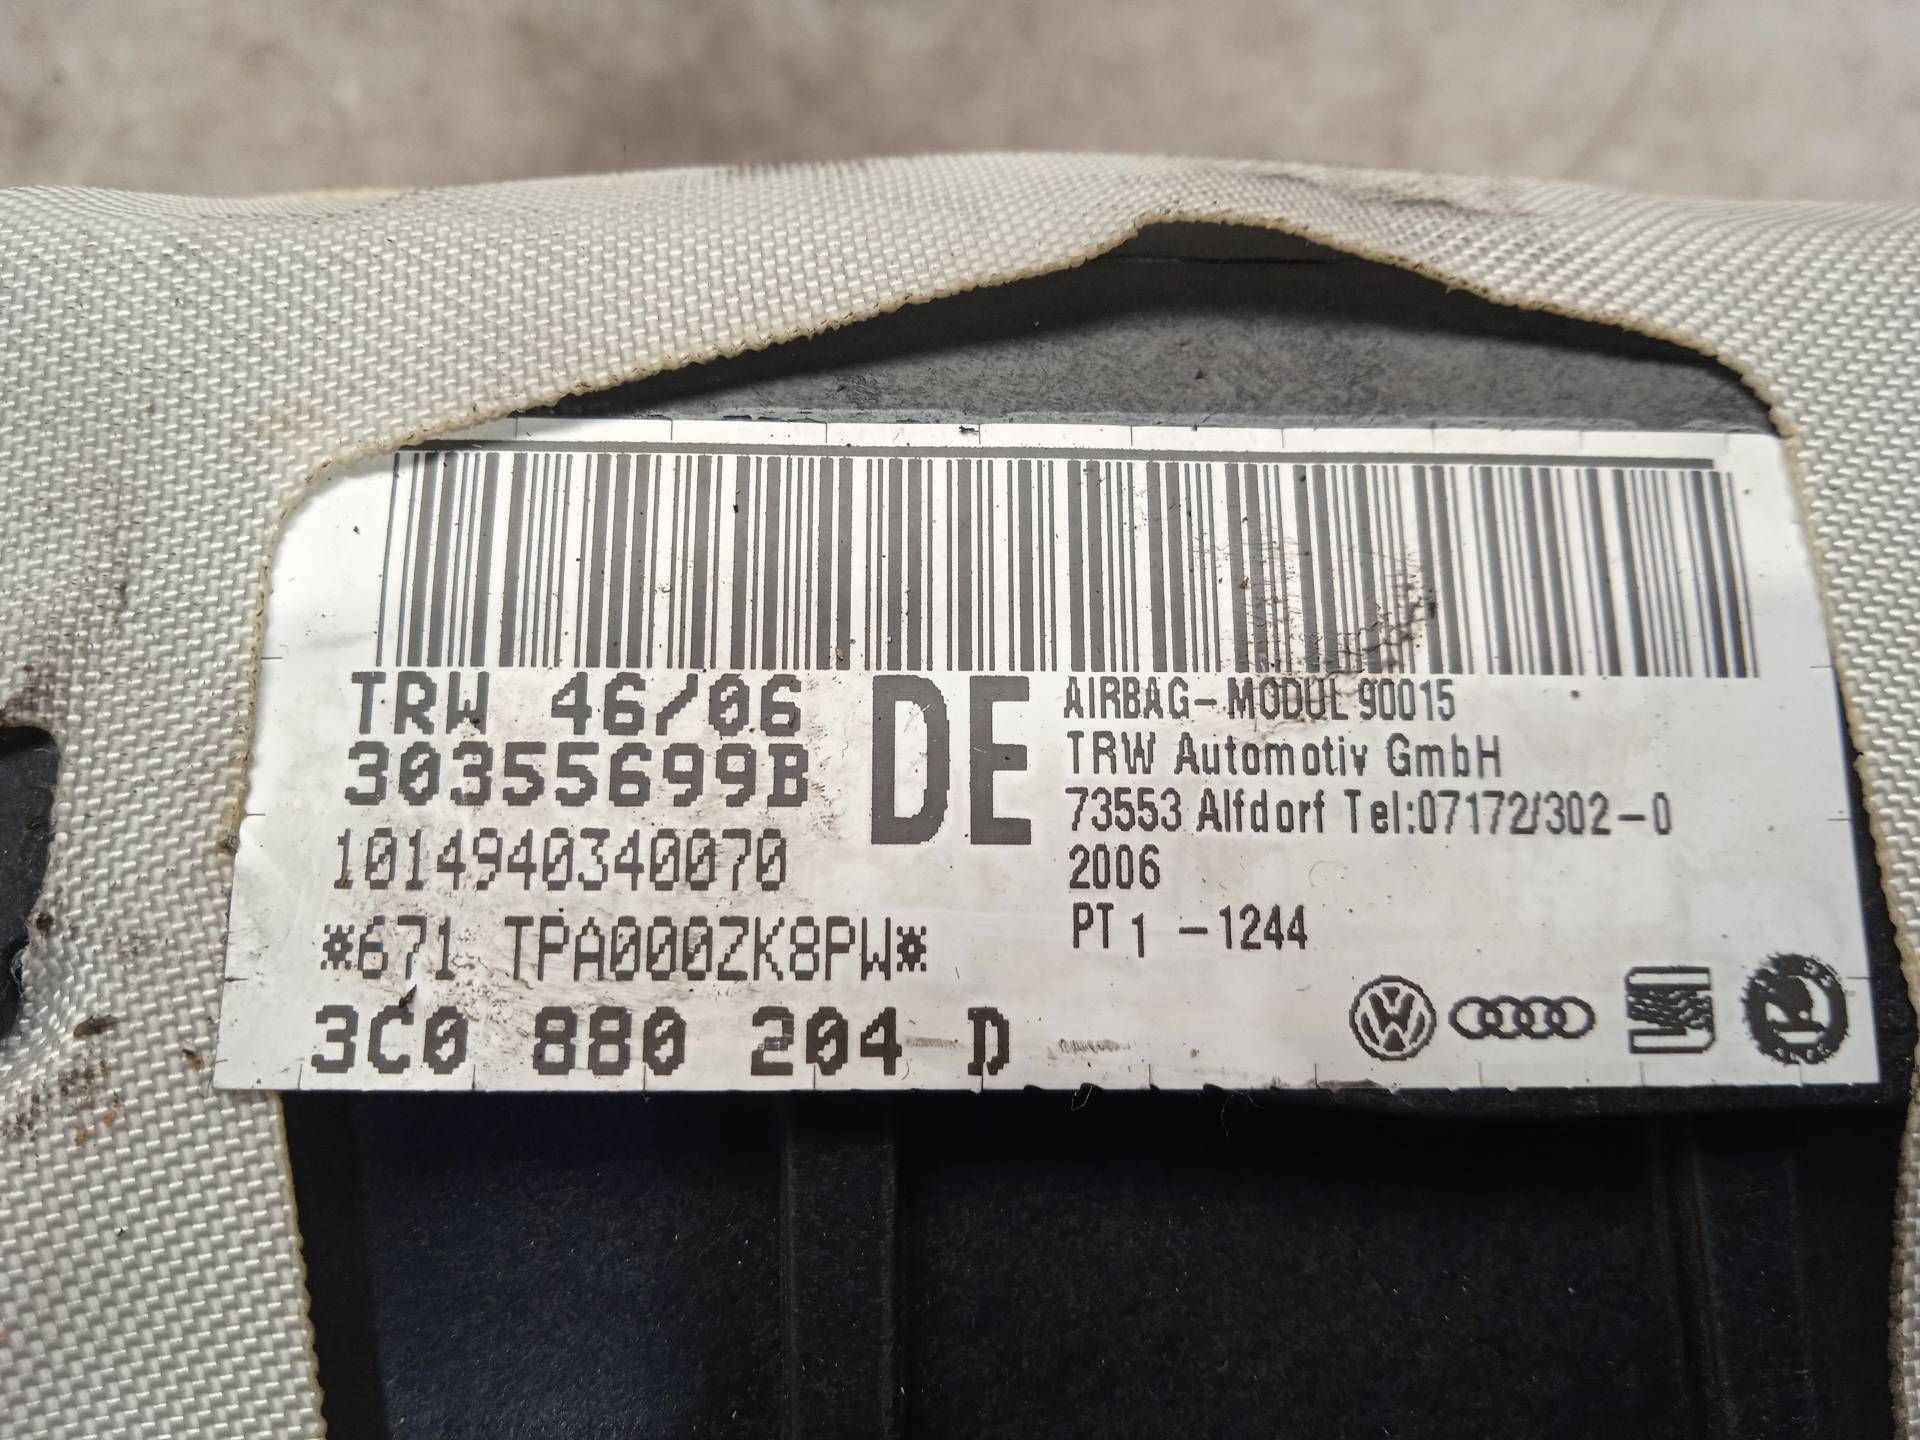 TRW 46/06
30355699B
1014940340070
*671 TPA000ZK8PW*
3C0 880 204 D
DE
AIRBAG-MODUL 90015
TRW Automotiv GmbH
73553 Alfdorf Tel:07172/302-0
2006
PT 1 -1244